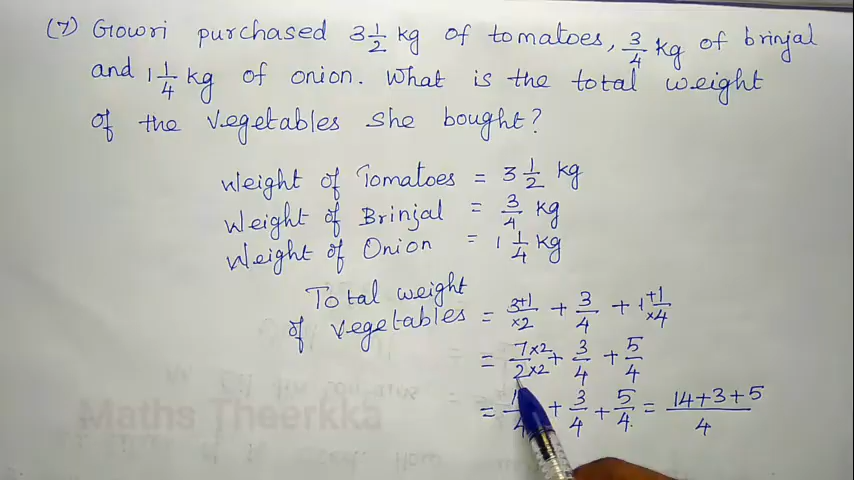 (7) Gowri purchased 3 1/2 kg of tomatoes, 3/4 kg of brinjal
and 1 1/4 kg of onion. What is the total weight
of the vegetables she bought?
Weight of Tomatoes = 3 1/2 kg
Weight of Brinjal = 3/4 kg
Weight of Onion = 1 1/4 kg
Total weight
of vegetables = 3+1/×2 + 3/4 + 1+1/×4
= 7×2/2×2 + 3/4 + 5/4
= /4 + 3/4 + 5/4 = 14+3+5/4
Maths Theerkka